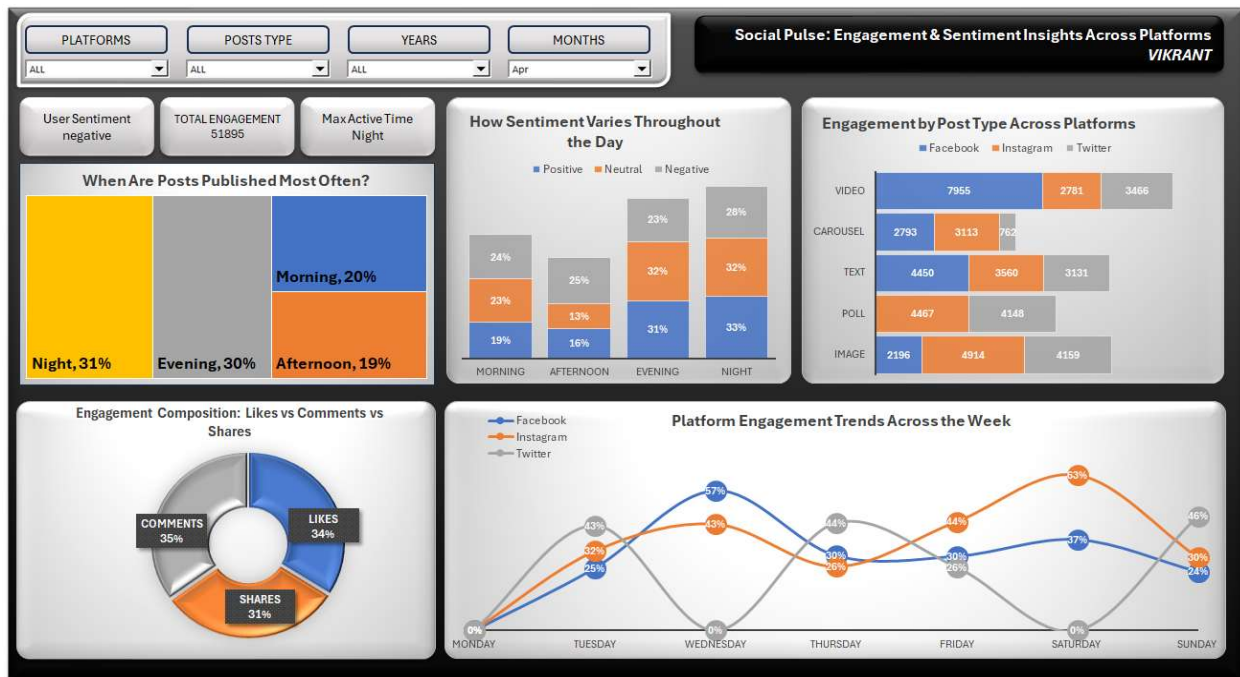 PLATFORMS
POSTS TYPE
YEARS
MONTHS
ALL
ALL
ALL
Apr
Social Pulse: Engagement & Sentiment Insights Across Platforms
VIKRANT
User Sentiment
negative
TOTAL ENGAGEMENT
51895
Max Active Time
Night
When Are Posts Published Most Often?
Night, 31%
Evening, 30%
Morning, 20%
Afternoon, 19%
How Sentiment Varies Throughout
the Day
Positive
Neutral
Negative
24%
23%
19%
25%
13%
16%
23%
32%
31%
28%
32%
33%
MORNING
AFTERNOON
EVENING
NIGHT
Engagement by Post Type Across Platforms
Facebook
Instagram
Twitter
VIDEO
7955
2781
3466
CAROUSEL
2793
3113
762
TEXT
4450
3560
3131
POLL
4467
4148
IMAGE
2196
4914
4159
Engagement Composition: Likes vs Comments vs
Shares
COMMENTS
35%
LIKES
34%
SHARES
31%
Platform Engagement Trends Across the Week
Facebook
Instagram
Twitter
0%
43%
32%
25%
57%
43%
0%
44%
30%
26%
44%
30%
26%
63%
37%
0%
46%
30%
24%
MONDAY
TUESDAY
WEDNESDAY
THURSDAY
FRIDAY
SATURDAY
SUNDAY